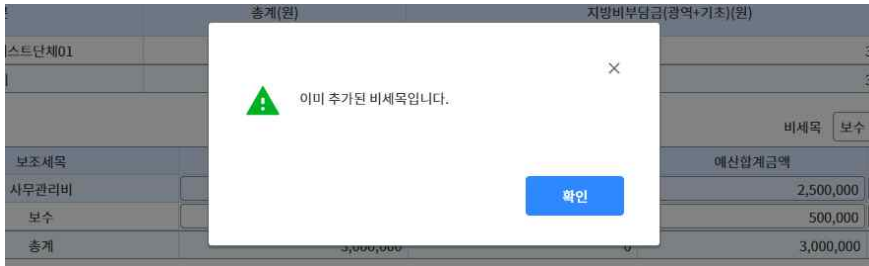 총계(원) 지방비부담금(광역+기초)(원)
스트단체01
이미 추가된 비세목입니다.
비세목 보수
보조세목 예산합계금액
사무관리비 2,500,000
확인
보수 500,000
총계 3,000,000 0 3,000,000